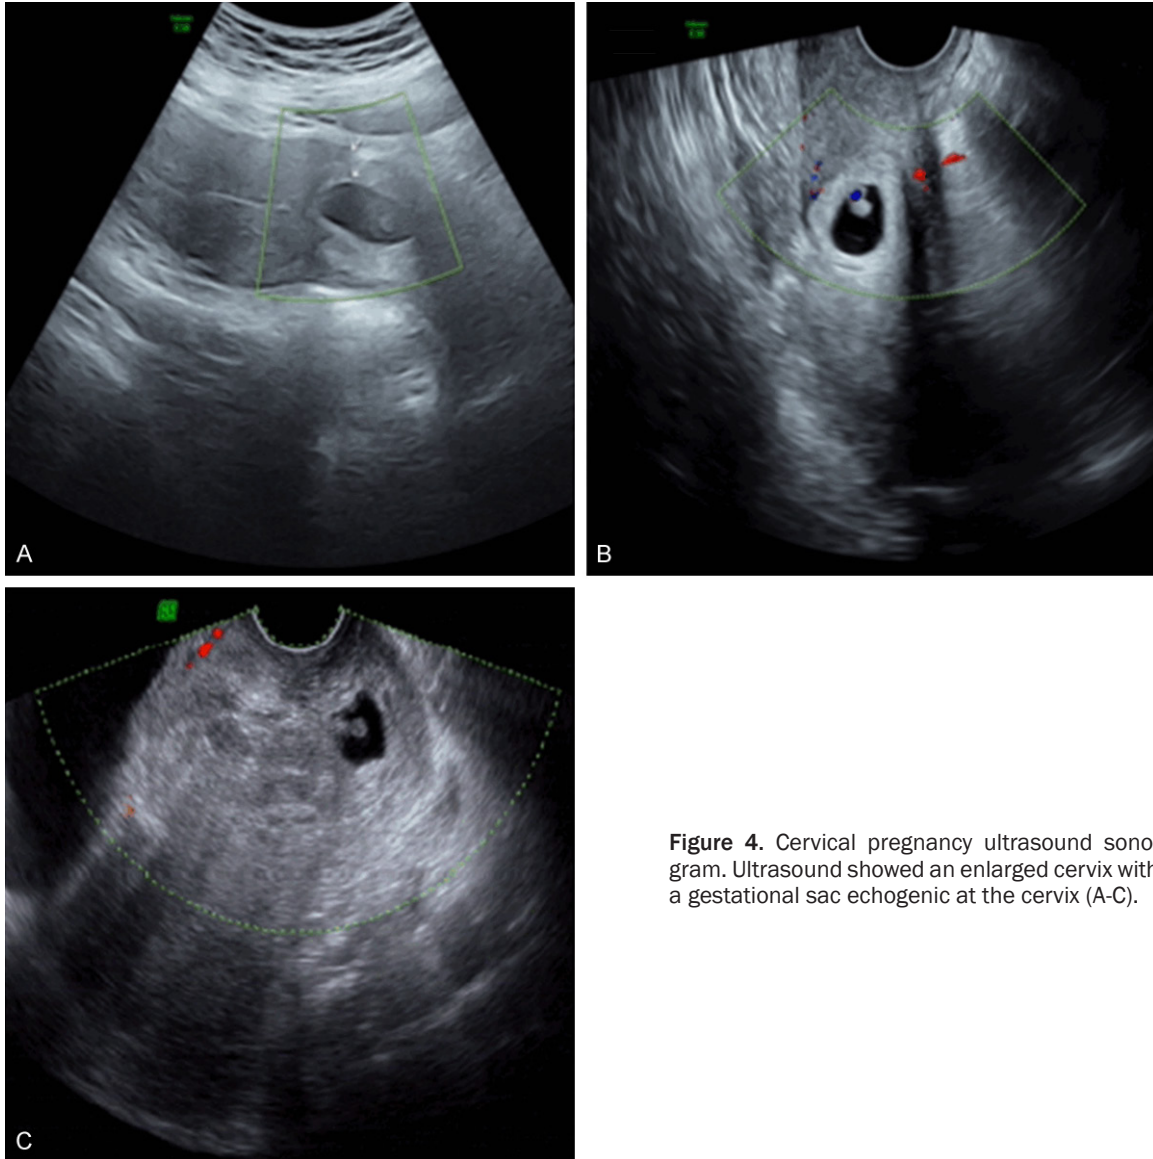 A
B
C
Figure 4. Cervical pregnancy ultrasound sono
gram. Ultrasound showed an enlarged cervix with
a gestational sac echogenic at the cervix (A-C).